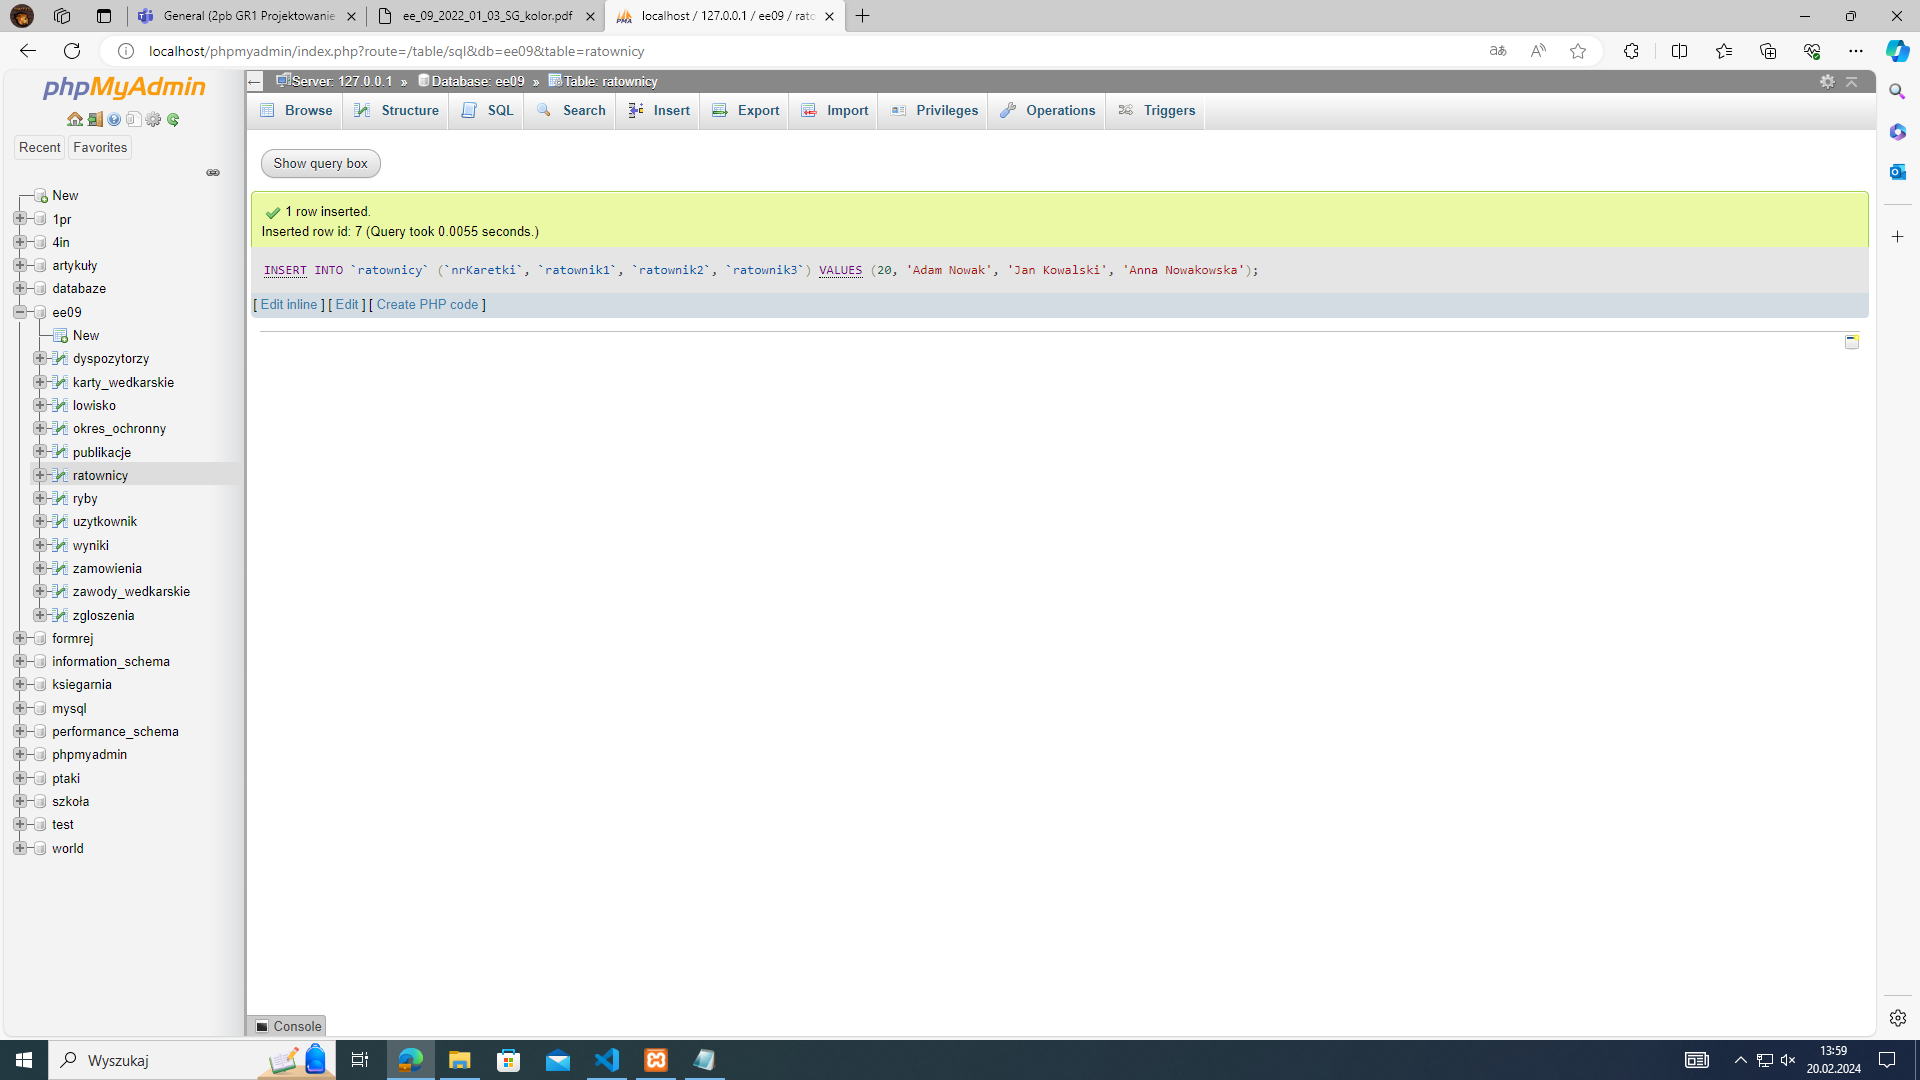 General (2pb GR1 Projektowanie
ee_09_2022_01_03_SG_kolor.pdf
localhost / 127.0.0.1 / ee09 / rato
localhost/phpmyadmin/index.php?route=/table/sql&db=ee09&table=ratownicy
phpMyAdmin
Server: 127.0.0.1 » Database: ee09 » Table: ratownicy
Browse Structure SQL Search Insert Export Import Privileges Operations Triggers
Recent Favorites
New
1pr
4in
artykuły
databaze
ee09
New
dyspozytorzy
karty_wedkarskie
lowisko
okres_ochronny
publikacje
ratownicy
ryby
uzytkownik
wyniki
zamowienia
zawody_wedkarskie
zgloszenia
formrej
information_schema
ksiegarnia
mysql
performance_schema
phpmyadmin
ptaki
szkoła
test
world
Show query box
1 row inserted.
Inserted row id: 7 (Query took 0.0055 seconds.)
INSERT INTO `ratownicy` (`nrKaretki`, `ratownik1`, `ratownik2`, `ratownik3`) VALUES (20, 'Adam Nowak', 'Jan Kowalski', 'Anna Nowakowska');
[ Edit inline ] [ Edit ] [ Create PHP code ]
Console
Wyszukaj
13:59
20.02.2024